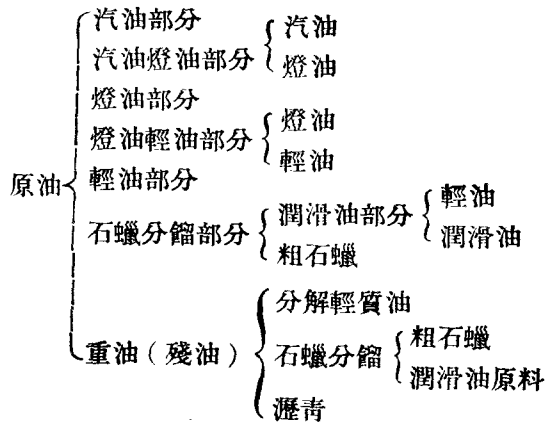 汽油部分
汽油
汽油燈油部分
燈油
燈油部分
燈油輕油部分
燈油
輕油
原油
輕油部分
石蠟分餾部分
潤滑油部分
輕油
潤滑油
粗石蠟
重油（殘油）
分解輕質油
石蠟分餾
粗石蠟
潤滑油原料
瀝青